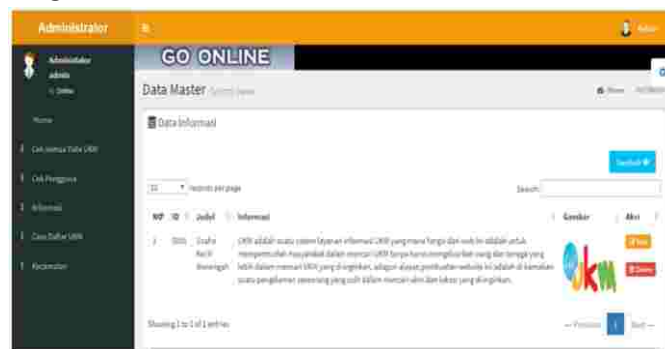 Administrator
Administator
admin
Online
GO ONLINE
Data Master
Home
Data Informasi
Home
Cek Semua Data UKM
Cek Pengguna
Informasi
Cara Daftar UKM
Kecamatan
Tambah
10 records per page
Search:
NO ID Judul Informasi Gambar Aksi
1 Usaha Kecil Menengah
UKM adalah suatu sistem layanan informasi UKM yang mana fungsi dari web ini adalah untuk
mempermudah masyarakat dalam mencari UKM tanpa harus mengeluarkan uang dan tenaga yang
lebih dalam mencari UKM yang di inginkan, adapun alasan pembuatan website ini adalah di karnakan
suatu pengalaman seseorang yang sulit dalam mencari ukm dan lokasi yang di inginkan.
ukm
Edit
Delete
Showing 1 to 1 of 1 entries
← Previous 1 Next →